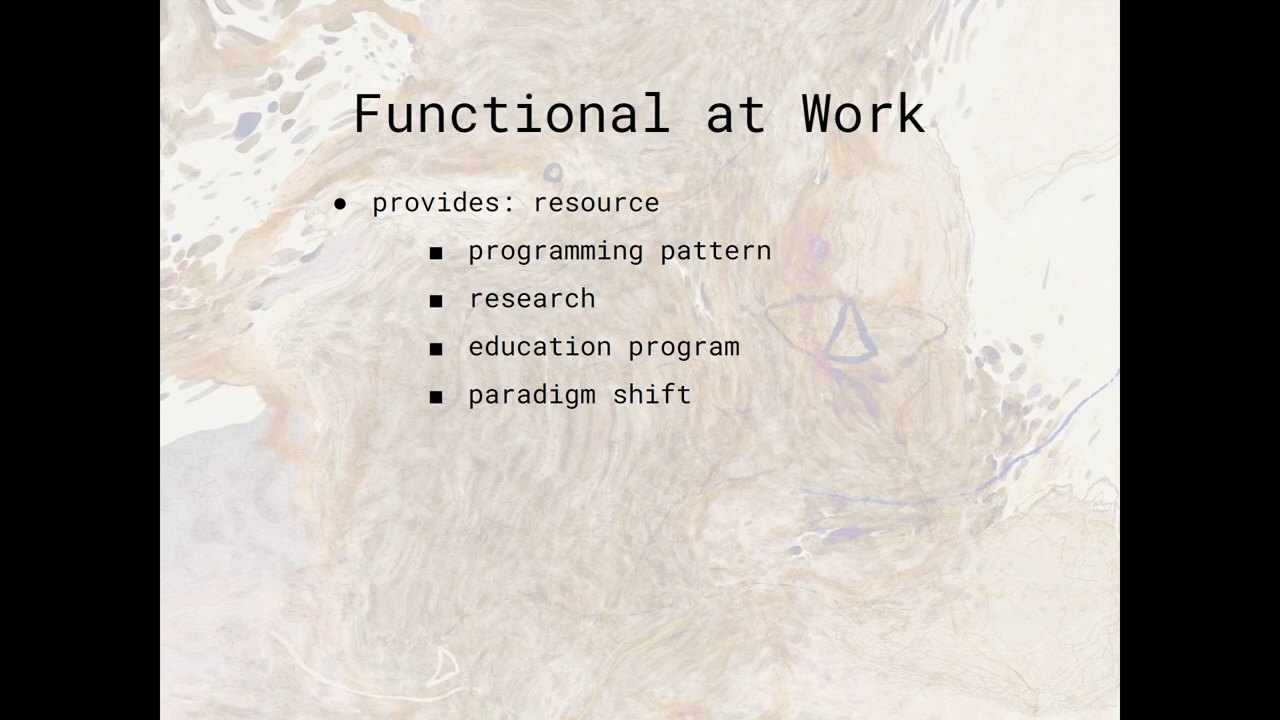 Functional at Work
● provides: resource
■ programming pattern
■ research
■ education program
■ paradigm shift